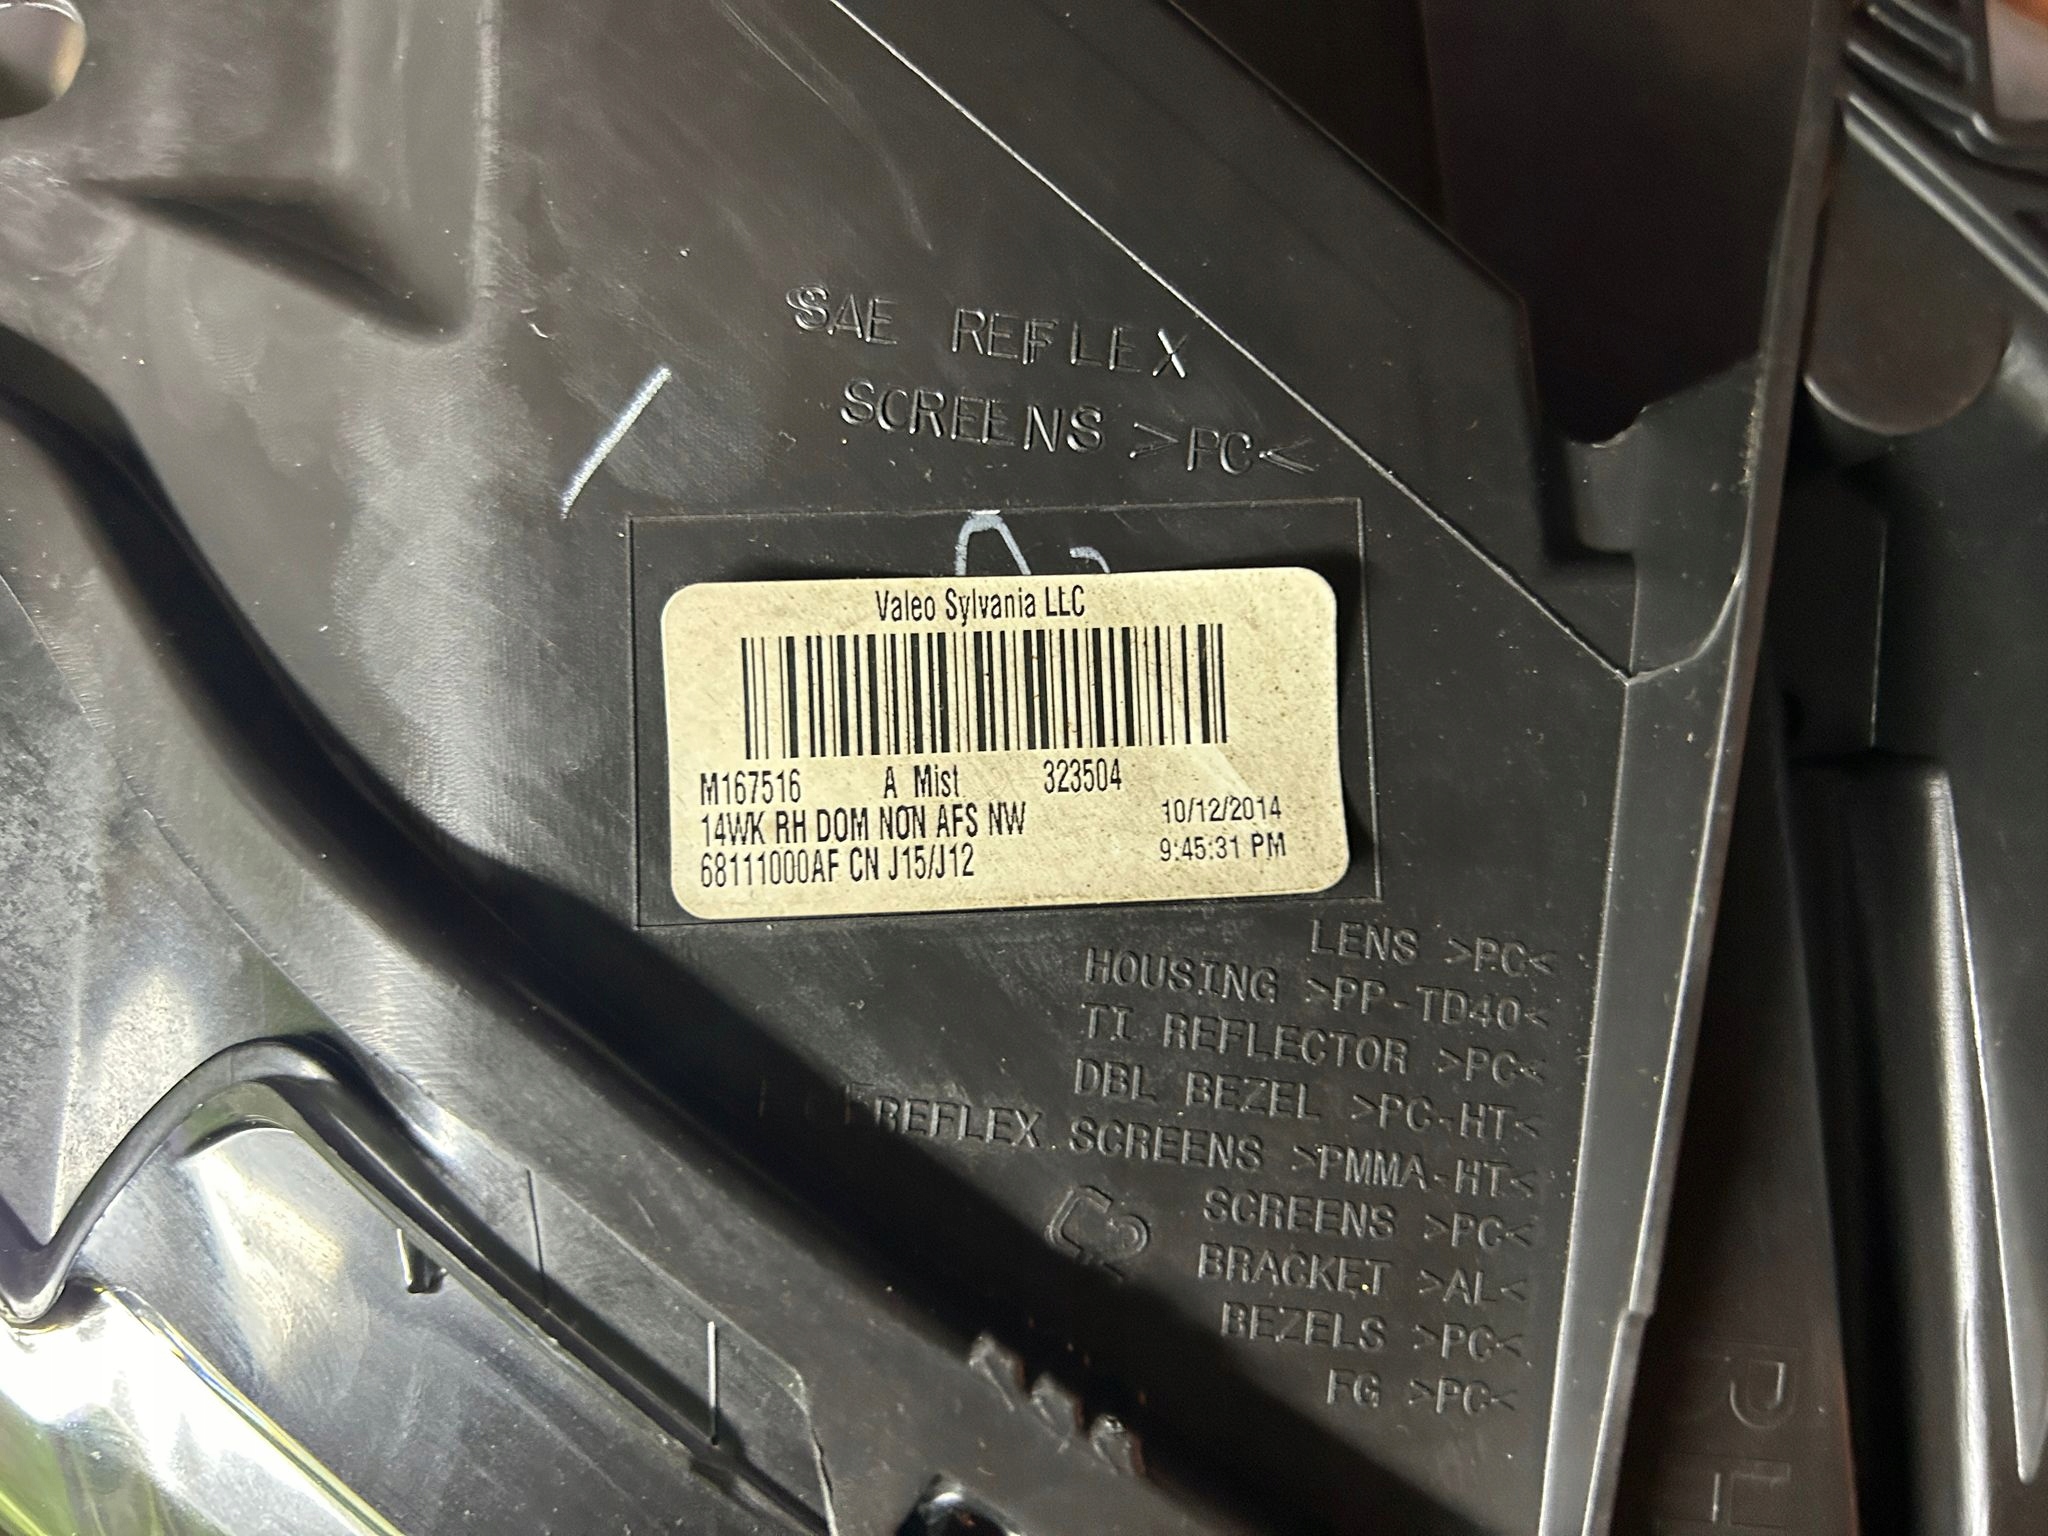 SAE REFLEX
SCREENS >PC<
Valeo Sylvania LLC
M167516 A Mist 323504
14WK RH DOM NON AFS NW 10/12/2014
68111000AF CN J15/J12 9:45:31 PM
LENS >PC<
HOUSING >PP-TD40<
TI REFLECTOR >PC<
DBL BEZEL >PC-HT<
REFLEX SCREENS >PMMA-HT<
SCREENS >PC<
BRACKET >AL<
BEZELS >PC<
FG >PC<